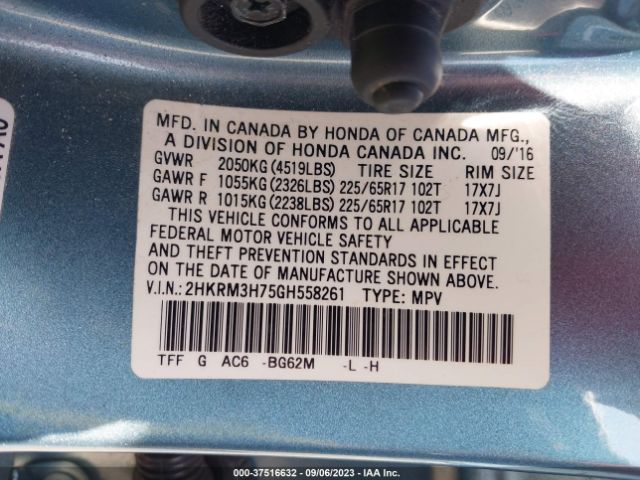 MFD. IN CANADA BY HONDA OF CANADA MFG.,
A DIVISION OF HONDA CANADA INC. 09/'16
GVWR 2050KG (4519LBS) TIRE SIZE RIM SIZE
GAWR F 1055KG (2326LBS) 225/65R17 102T 17X7J
GAWR R 1015KG (2238LBS) 225/65R17 102T 17X7J
THIS VEHICLE CONFORMS TO ALL APPLICABLE
FEDERAL MOTOR VEHICLE SAFETY
AND THEFT PREVENTION STANDARDS IN EFFECT
ON THE DATE OF MANUFACTURE SHOWN ABOVE.
V.I.N.: 2HKRM3H75GH558261 TYPE: MPV
TFF G AC6 -BG62M -L -H
000-37516632 - 09/06/2023 - IAA Inc.